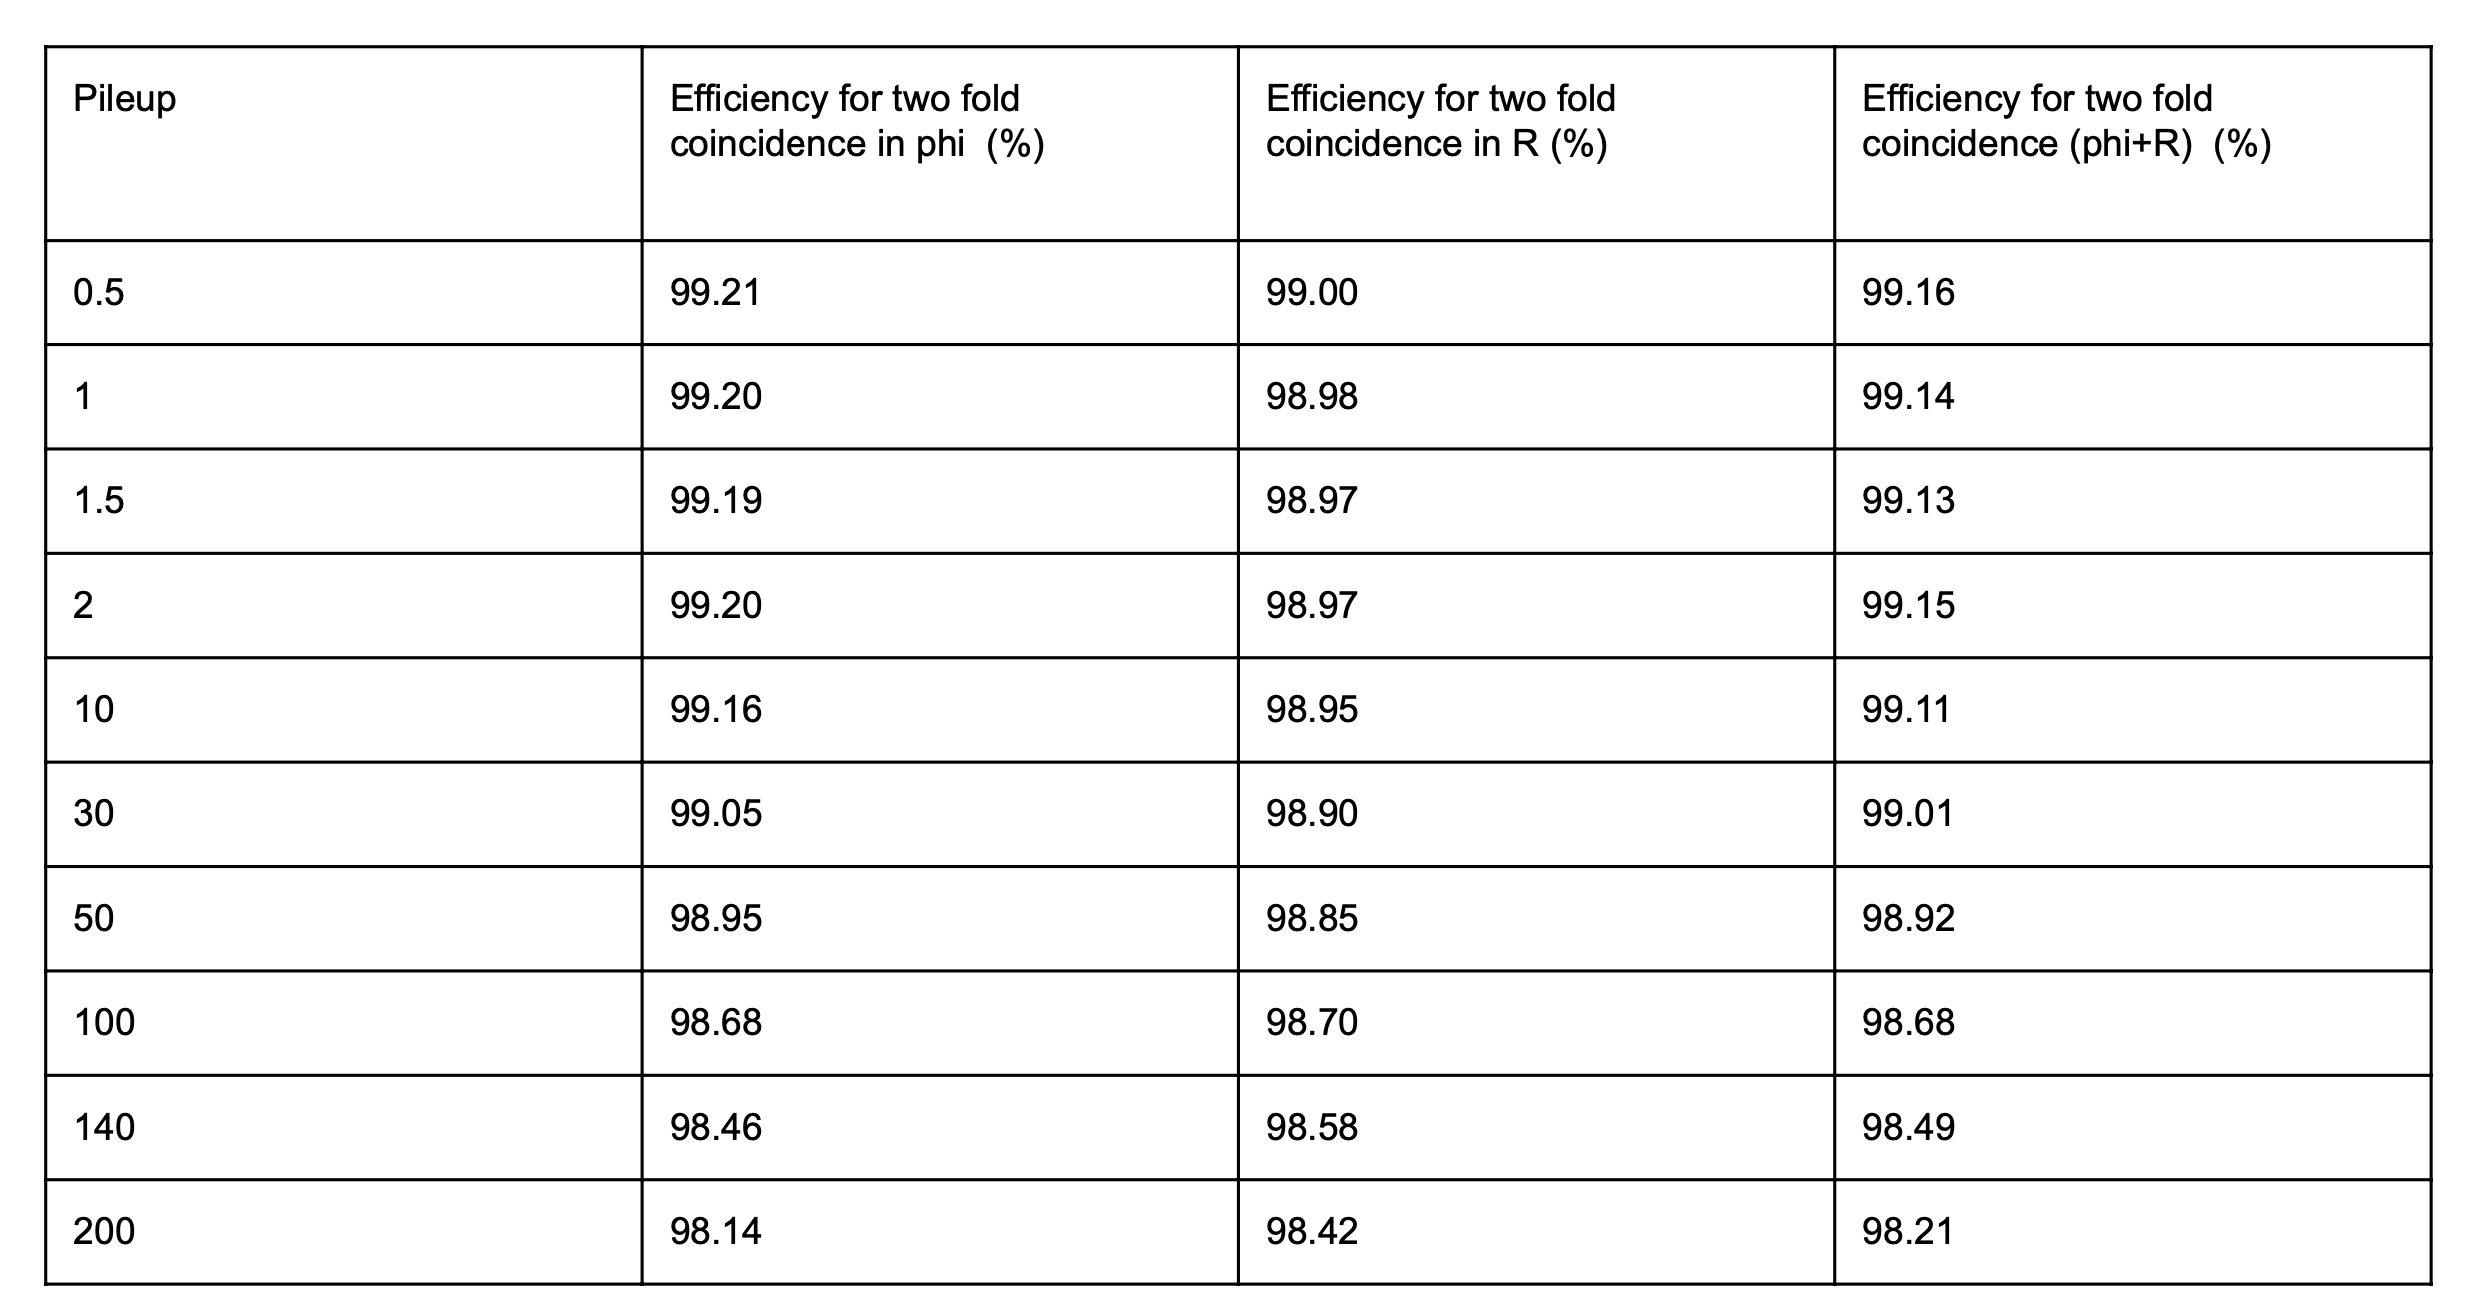 Pileup
Efficiency for two fold
coincidence in phi  (%)
Efficiency for two fold
coincidence in R (%)
Efficiency for two fold
coincidence (phi+R)  (%)
0.5 99.21 99.00 99.16
1 99.20 98.98 99.14
1.5 99.19 98.97 99.13
2 99.20 98.97 99.15
10 99.16 98.95 99.11
30 99.05 98.90 99.01
50 98.95 98.85 98.92
100 98.68 98.70 98.68
140 98.46 98.58 98.49
200 98.14 98.42 98.21